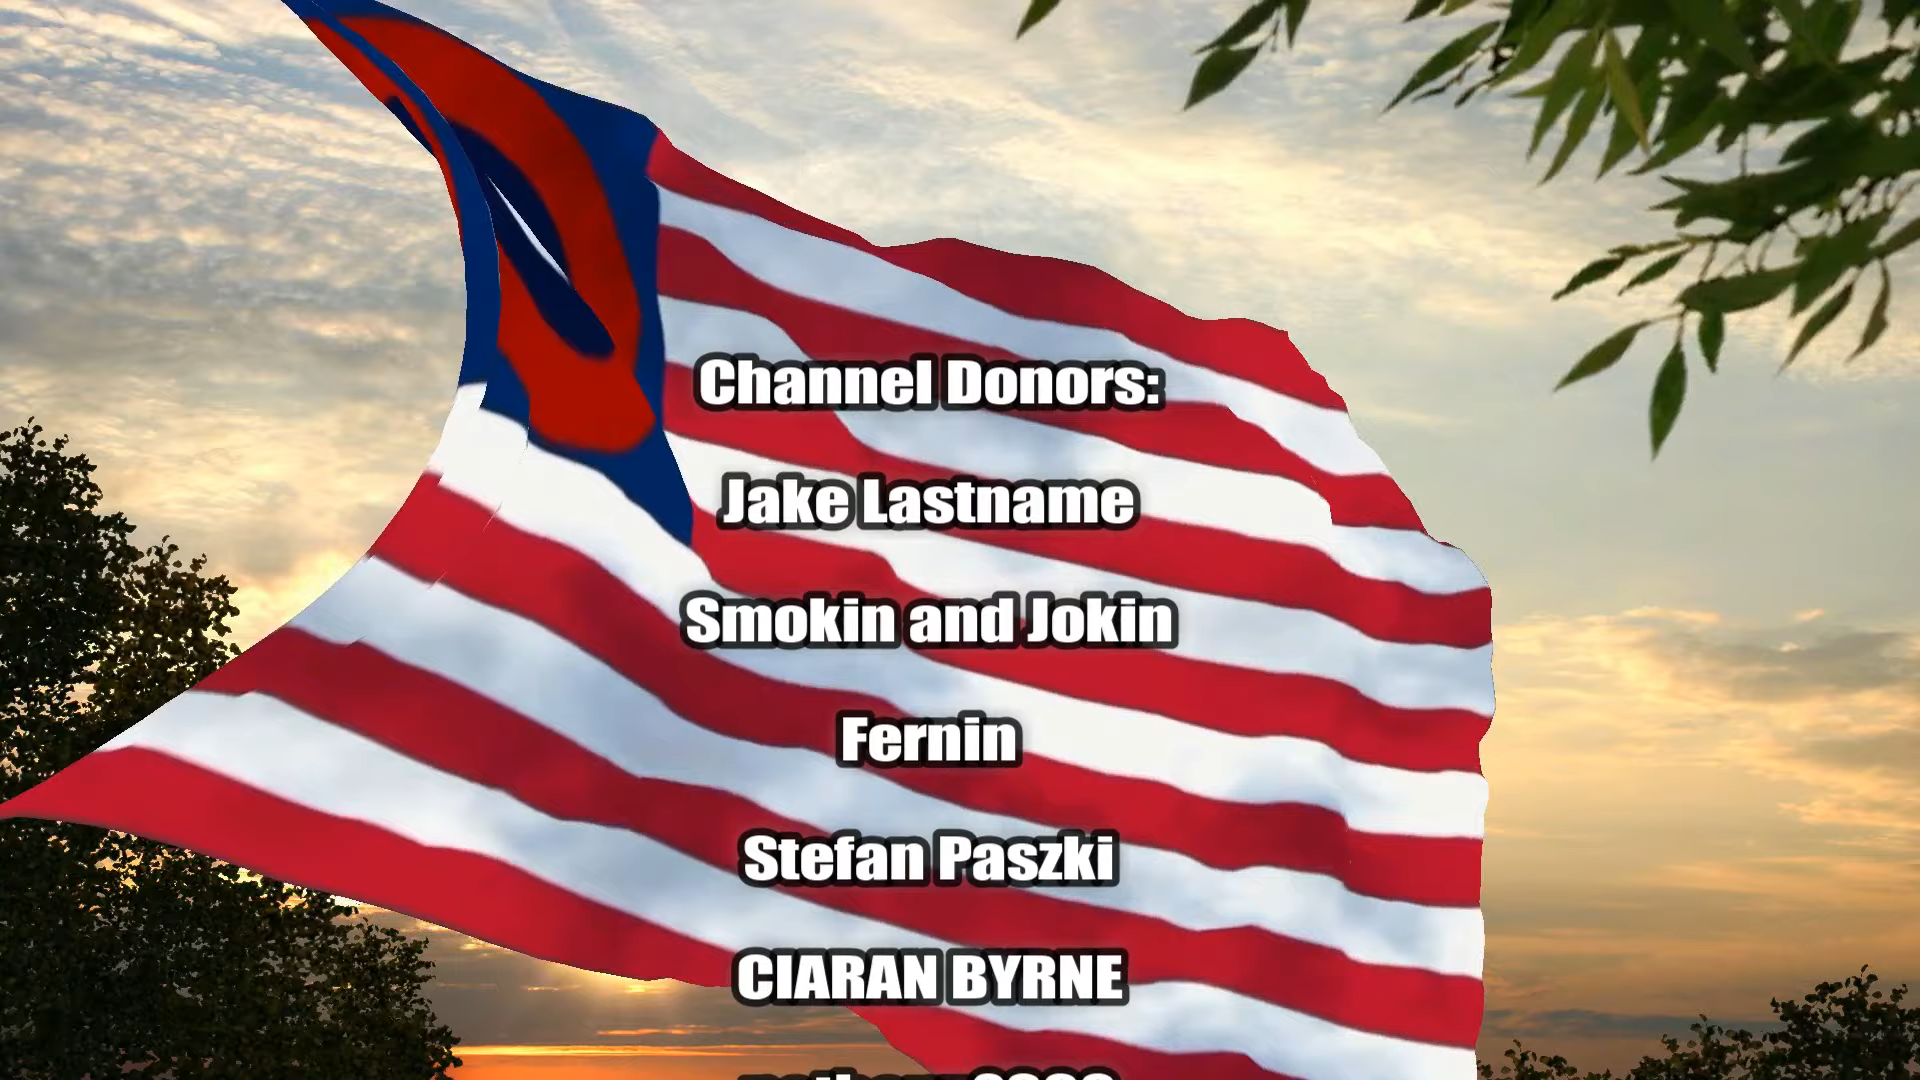 Channel Donors:
Jake Lastname
Smokin and Jokin
Fernin
Stefan Paszki
CIARAN BYRNE